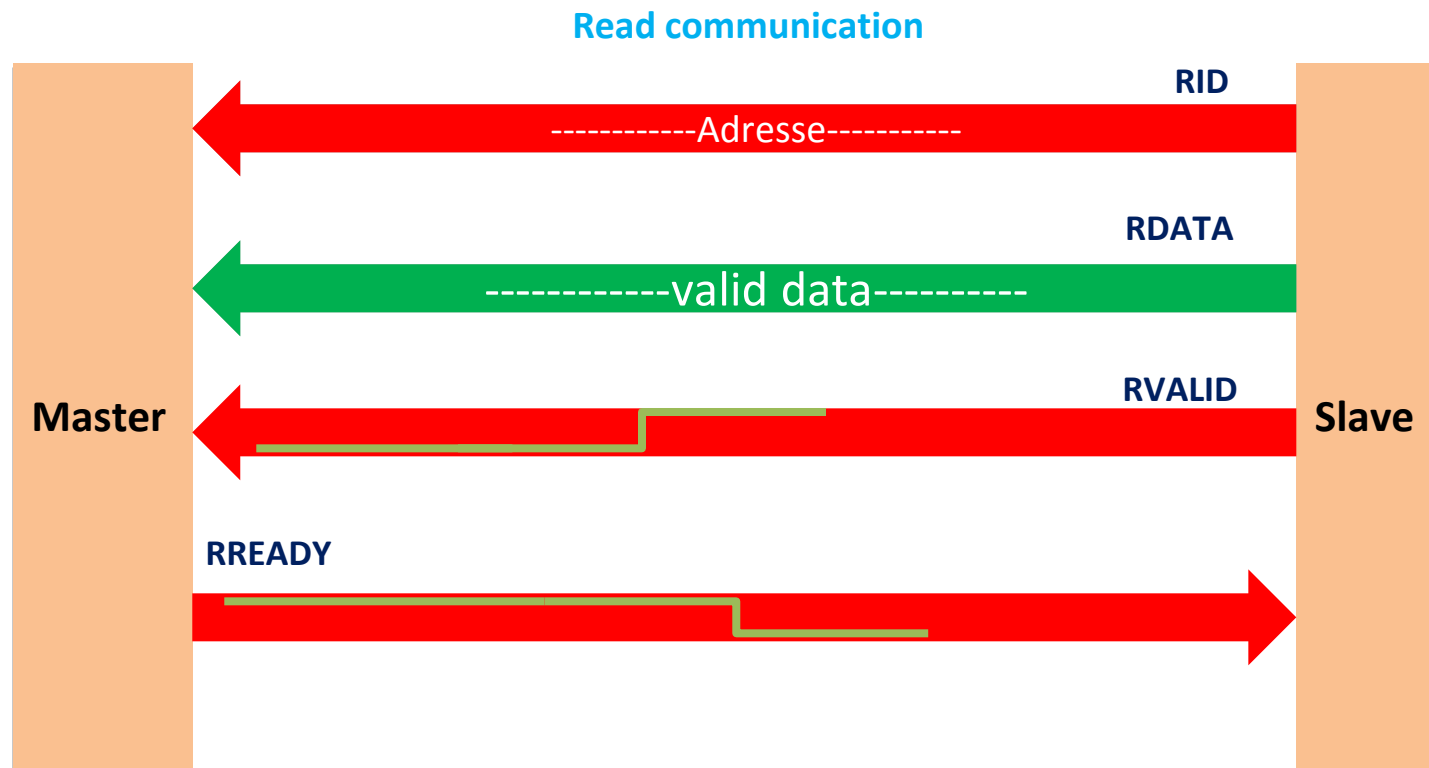 Read communication
RID
------------Adresse-----------
RDATA
------------valid data----------
RVALID
Master
Slave
RREADY